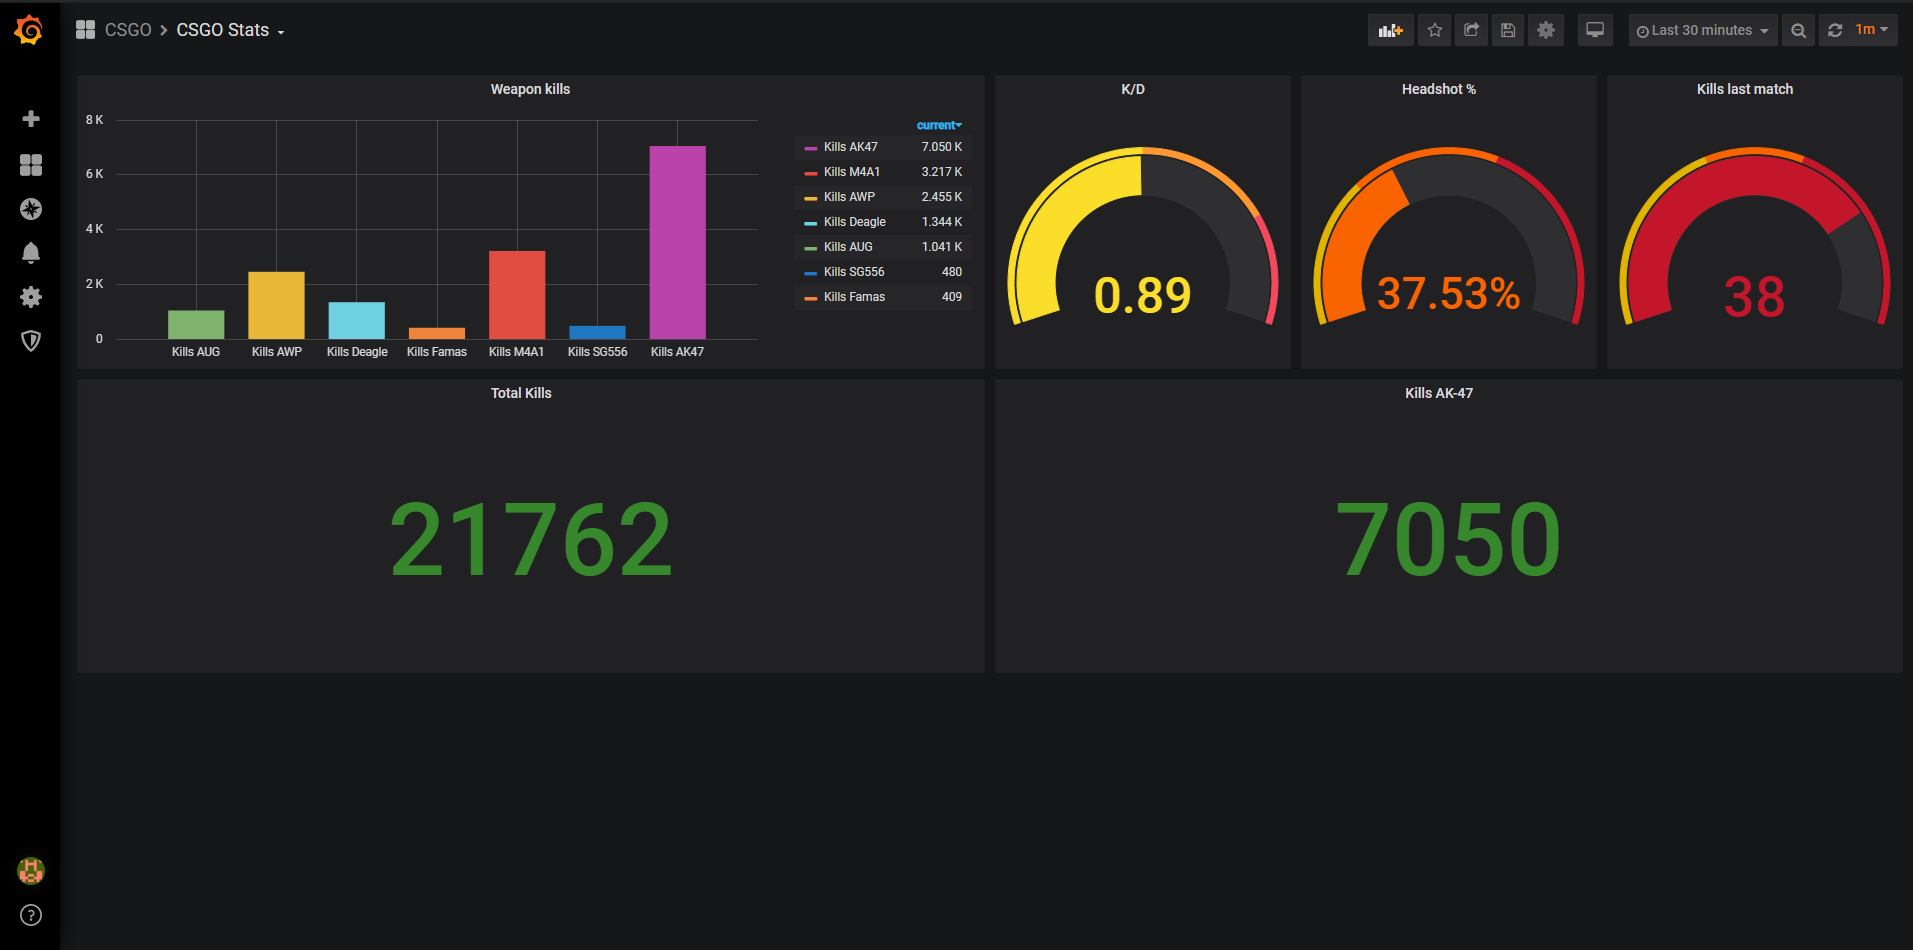 CSGO > CSGO Stats
Last 30 minutes
1m
Weapon kills
8 K
6 K
4 K
2 K
0
Kills AUG
Kills AWP
Kills Deagle
Kills Famas
Kills M4A1
Kills SG556
Kills AK47
current
Kills AK47 7.050 K
Kills M4A1 3.217 K
Kills AWP 2.455 K
Kills Deagle 1.344 K
Kills AUG 1.041 K
Kills SG556 480
Kills Famas 409
K/D
0.89
Headshot %
37.53%
Kills last match
38
Total Kills
21762
Kills AK-47
7050
?